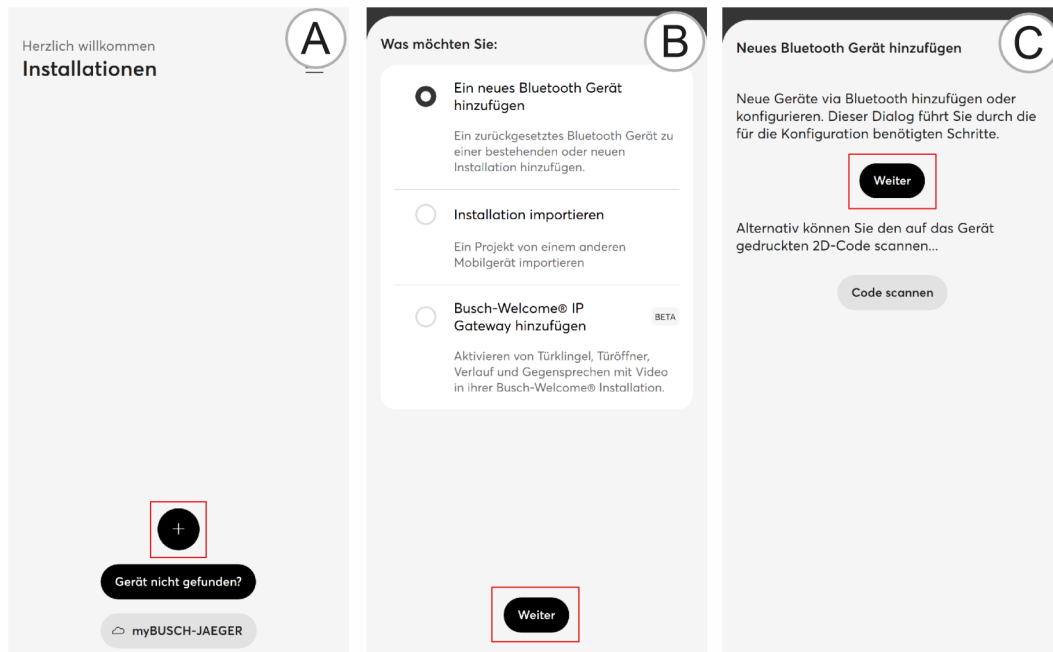 A
Herzlich willkommen
Installationen
+
Gerät nicht gefunden?
myBUSCH-JAEGER
B
Was möchten Sie:
Ein neues Bluetooth Gerät
hinzufügen
Ein zurückgesetztes Bluetooth Gerät zu
einer bestehenden oder neuen
Installation hinzufügen.
Installation importieren
Ein Projekt von einem anderen
Mobilgerät importieren
Busch-Welcome® IP
Gateway hinzufügen
BETA
Aktivieren von Türklingel, Türöffner,
Verlauf und Gegensprechen mit Video
in ihrer Busch-Welcome® Installation.
Weiter
C
Neues Bluetooth Gerät hinzufügen
Neue Geräte via Bluetooth hinzufügen oder
konfigurieren. Dieser Dialog führt Sie durch die
für die Konfiguration benötigten Schritte.
Weiter
Alternativ können Sie den auf das Gerät
gedruckten 2D-Code scannen...
Code scannen